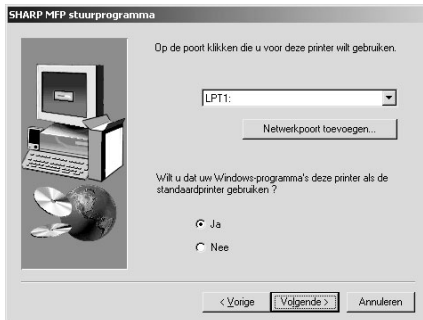 SHARP MFP stuurprogramma
Op de poort klikken die u voor deze printer wilt gebruiken.
LPT1:
Netwerkpoort toevoegen...
Wilt u dat uw Windows-programma's deze printer als de
standaardprinter gebruiken ?
Ja
Nee
< Vorige
Volgende >
Annuleren